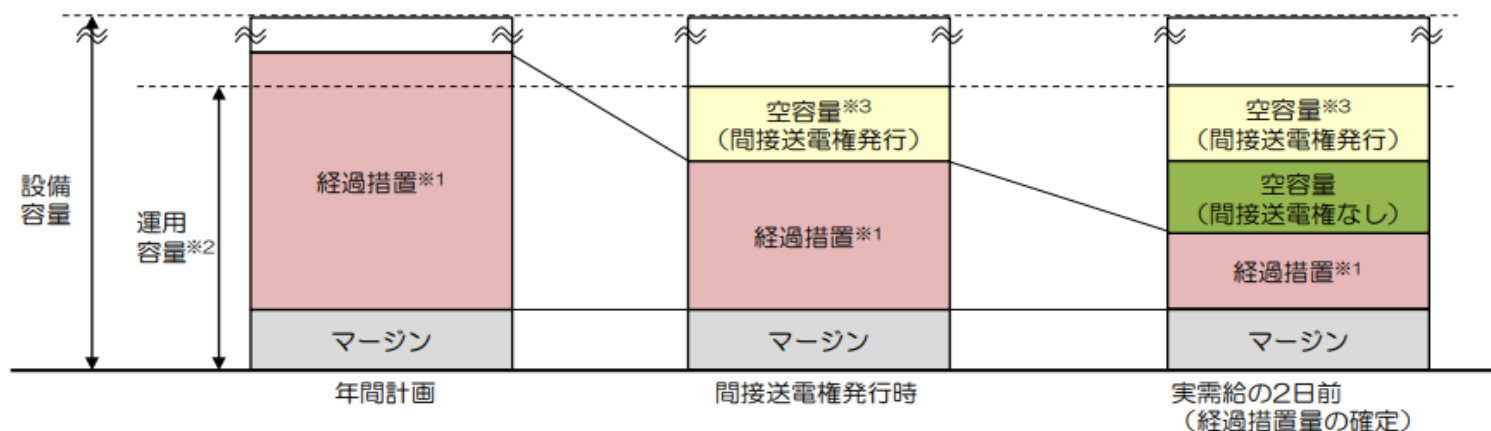 設備
容量
運用
容量※2
経過措置※1
マージン
年間計画
空容量※3
（間接送電権発行）
経過措置※1
マージン
間接送電権発行時
空容量※3
（間接送電権発行）
空容量
（間接送電権なし）
経過措置※1
マージン
実需給の2日前
（経過措置量の確定）